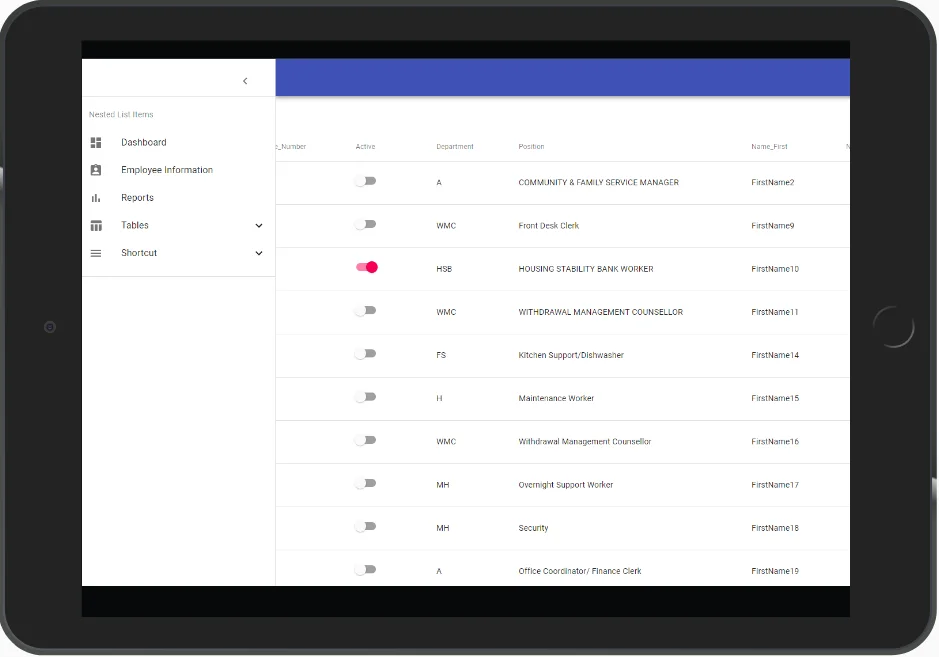 Nested List Items
Dashboard
Employee Information
Reports
Tables
Shortcut
e_Number Active Department Position Name_First N
A COMMUNITY & FAMILY SERVICE MANAGER FirstName2
WMC Front Desk Clerk FirstName9
HSB HOUSING STABILITY BANK WORKER FirstName10
WMC WITHDRAWAL MANAGEMENT COUNSELLOR FirstName11
FS Kitchen Support/Dishwasher FirstName14
H Maintenance Worker FirstName15
WMC Withdrawal Management Counsellor FirstName16
MH Overnight Support Worker FirstName17
MH Security FirstName18
A Office Coordinator/ Finance Clerk FirstName19